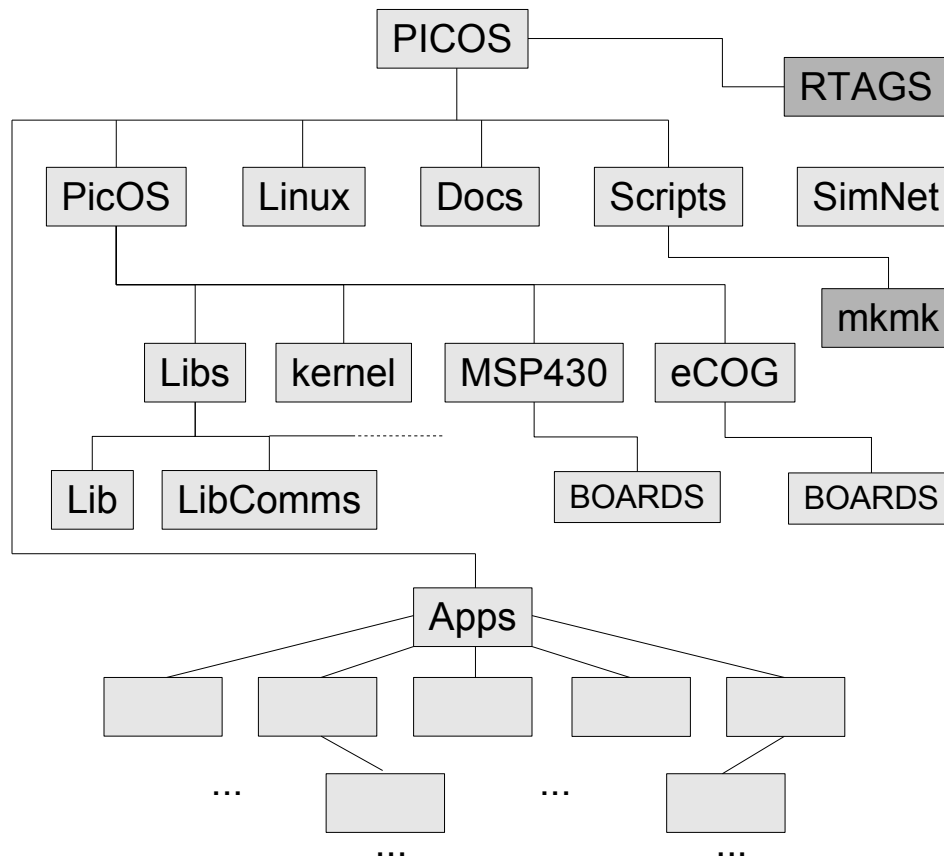 PICOS
RTAGS
PicOS
Linux
Docs
Scripts
SimNet
mkmk
Libs
kernel
MSP430
eCOG
Lib
LibComms
BOARDS
BOARDS
Apps
...
...
...
...